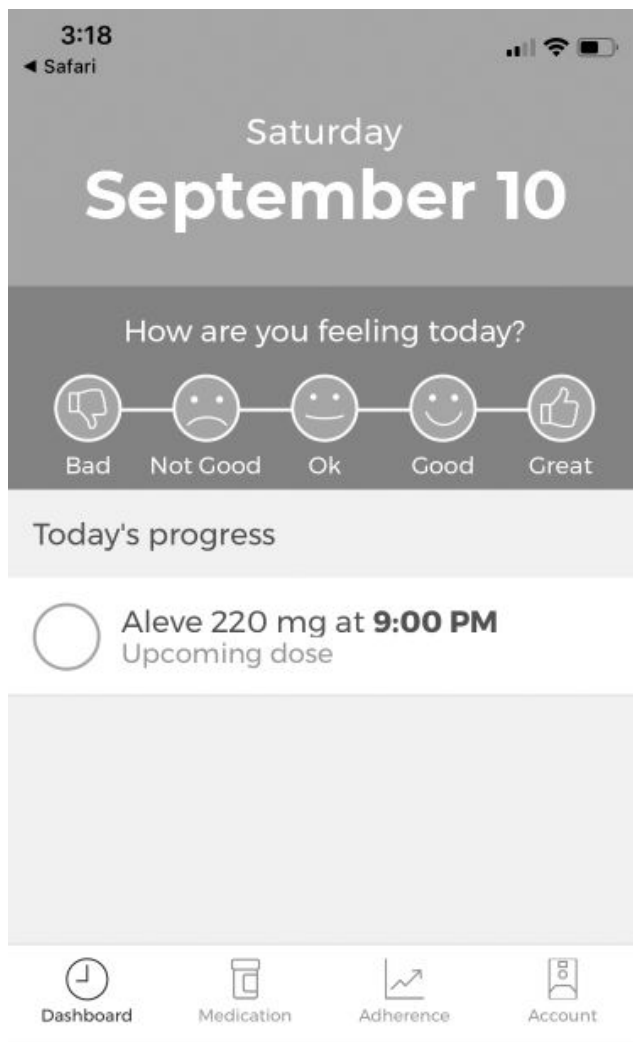 3:18
◀ Safari
Saturday
September 10
How are you feeling today?
Bad Not Good Ok Good Great
Today's progress
Aleve 220 mg at 9:00 PM
Upcoming dose
Dashboard Medication Adherence Account